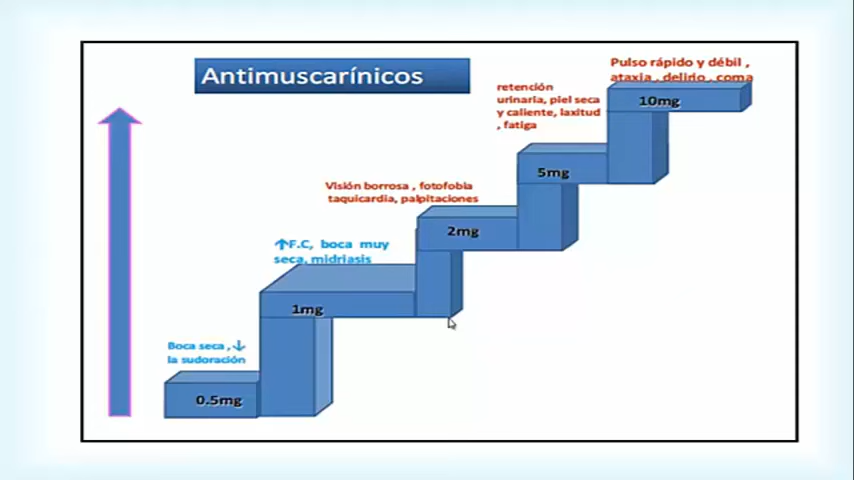 Antimuscarínicos
Pulso rápido y débil ,
ataxia , delirio , coma
10mg
retención
urinaria, piel seca
y caliente, laxitud
, fatiga
5mg
Visión borrosa , fotofobia
taquicardia, palpitaciones
2mg
↑F.C, boca muy
seca, midriasis
1mg
Boca seca , ↓
la sudoración
0.5mg